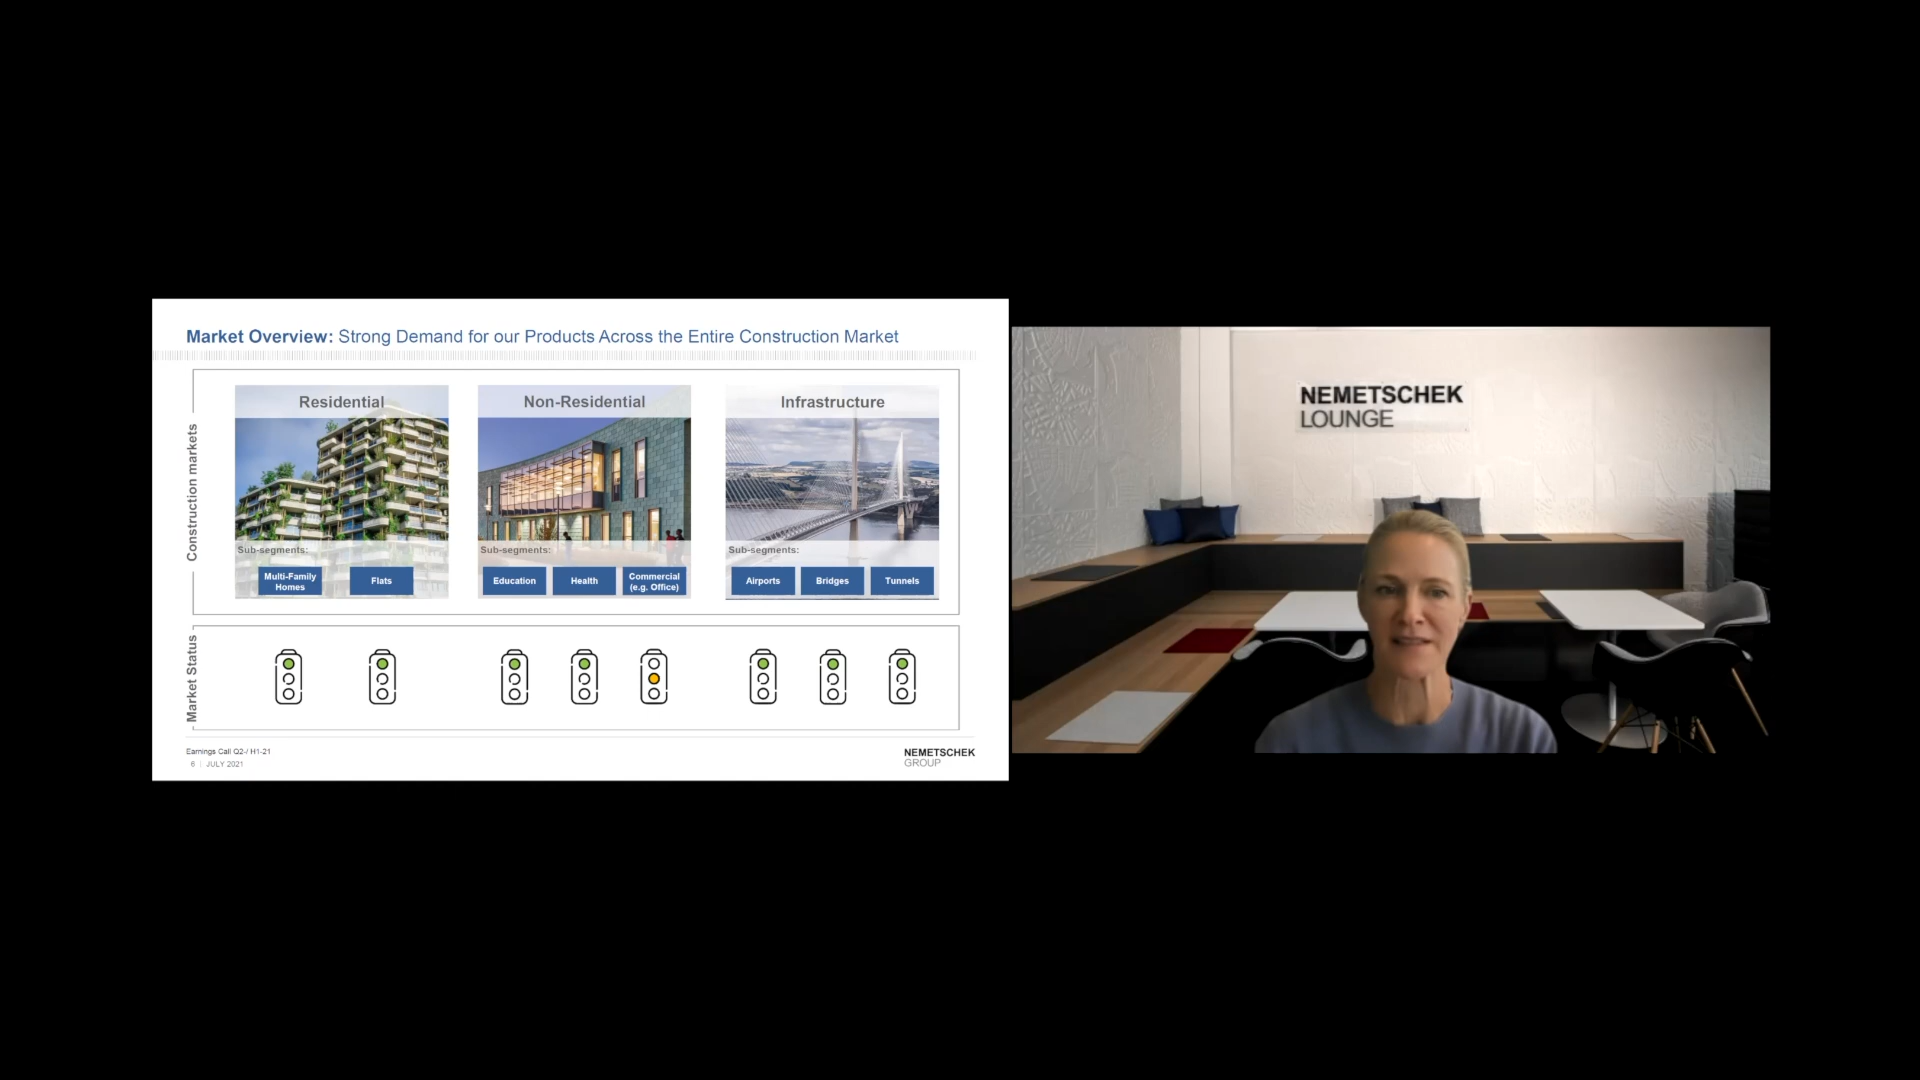 Market Overview: Strong Demand for our Products Across the Entire Construction Market
Construction markets
Residential
Non-Residential
Infrastructure
Sub-segments:
Sub-segments:
Sub-segments:
Multi-Family
Homes
Flats
Education
Health
Commercial
(e.g. Office)
Airports
Bridges
Tunnels
Market Status
Earnings Call Q2-/ H1-21
6 | JULY 2021
NEMETSCHEK
GROUP
NEMETSCHEK
LOUNGE